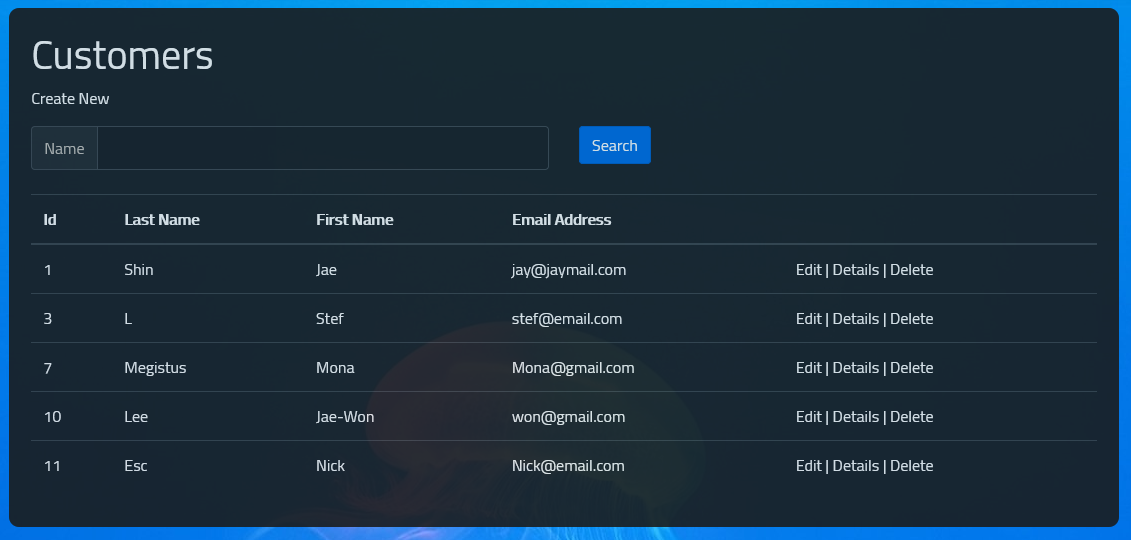 Customers
Create New
Name Search
Id Last Name First Name Email Address
1 Shin Jae jay@jaymail.com Edit | Details | Delete
3 L Stef stef@email.com Edit | Details | Delete
7 Megistus Mona Mona@gmail.com Edit | Details | Delete
10 Lee Jae-Won won@gmail.com Edit | Details | Delete
11 Esc Nick Nick@email.com Edit | Details | Delete